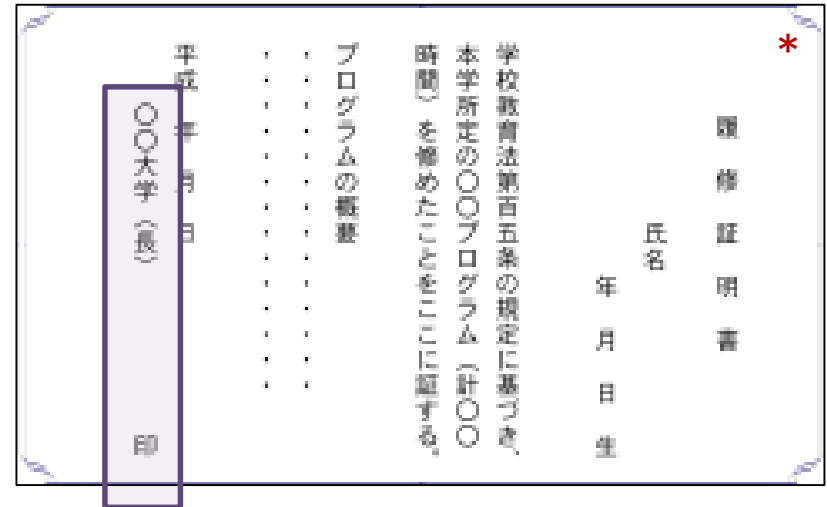 *
履修証明書
氏名
年月日生
学校教育法第百五条の規定に基づき、
本学所定の〇〇プログラム（計〇〇
時間）を修めたことをここに証する。
プログラムの概要
・・・・・・・・・・・・・
・・・・・・・・・・・・・
平成 年 月 日
〇〇大学（長） 印